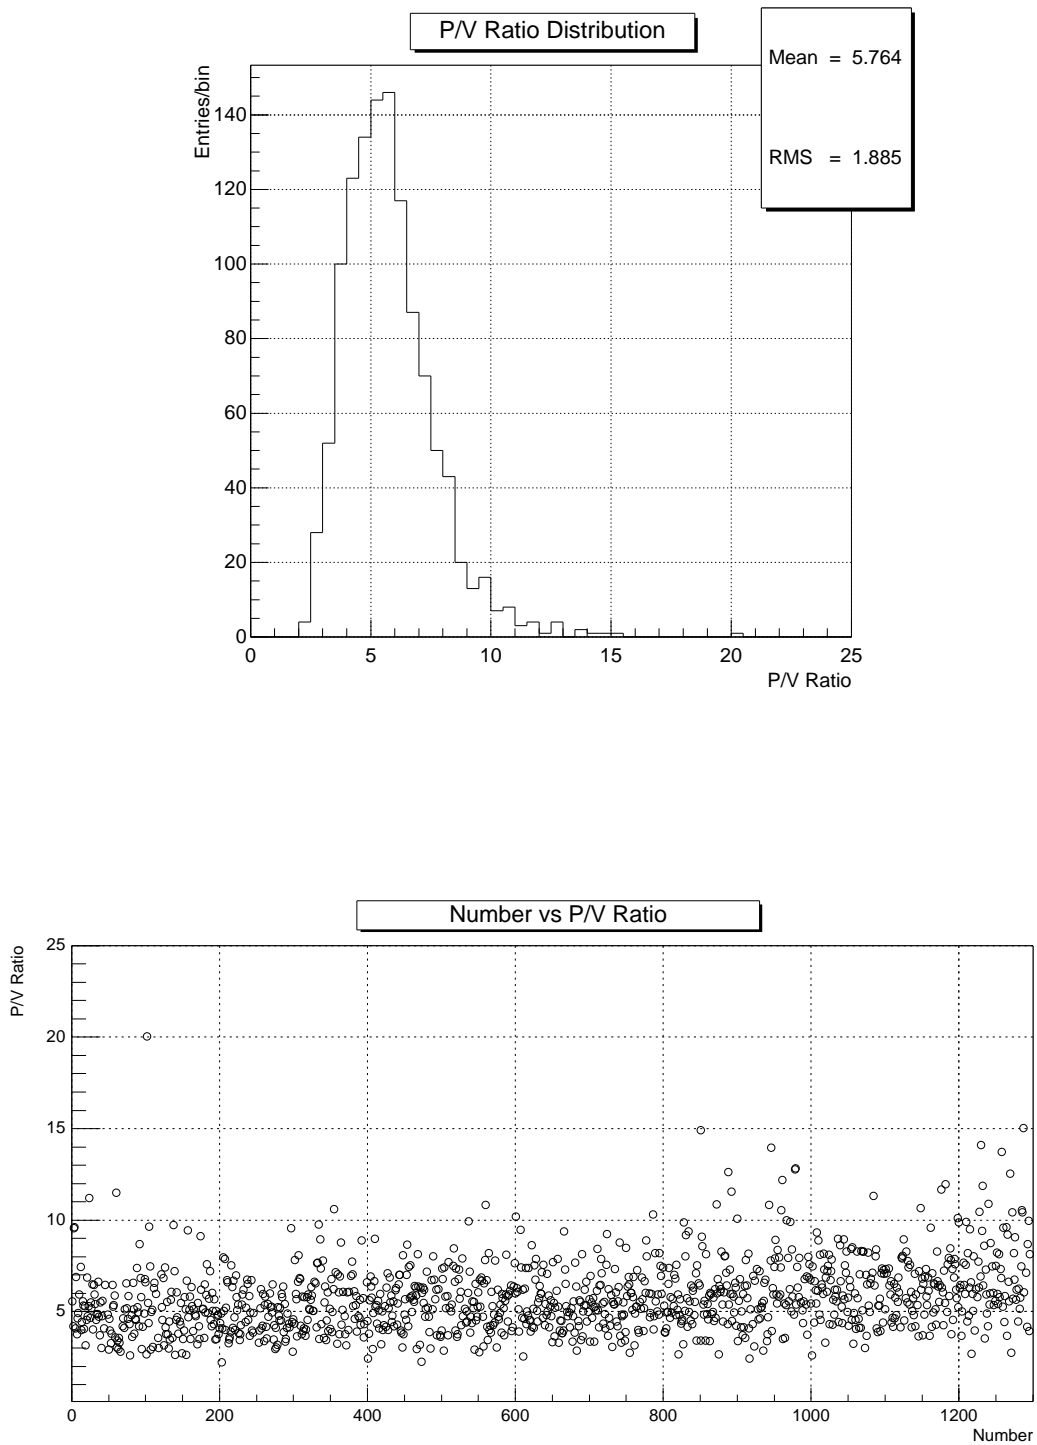 P/V Ratio Distribution
Mean = 5.764
RMS = 1.885
Entries/bin
140
120
100
80
60
40
20
0
0 5 10 15 20 25
P/V Ratio
Number vs P/V Ratio
P/V Ratio
25
20
15
10
5
0 200 400 600 800 1000 1200
Number